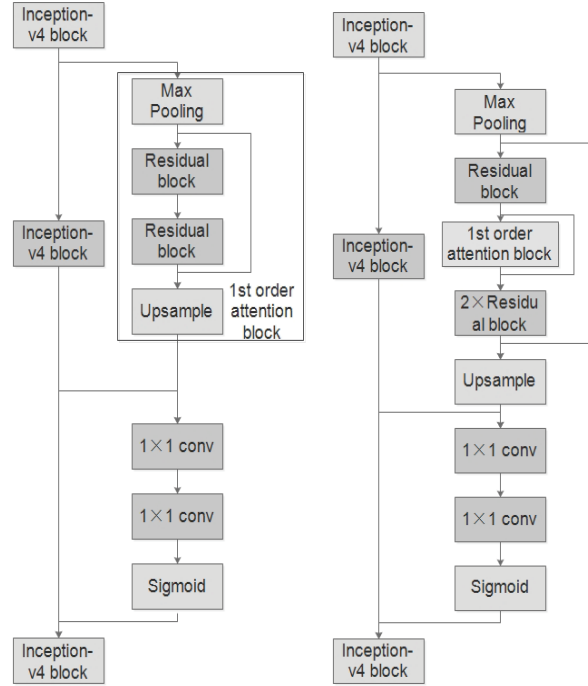 Inception-
v4 block
Max
Pooling
Residual
block
Inception-
v4 block
Residual
block
Upsample
1st order
attention
block
1×1 conv
1×1 conv
Sigmoid
Inception-
v4 block
Inception-
v4 block
Max
Pooling
Residual
block
1st order
attention block
Inception-
v4 block
2×Residu
al block
Upsample
1×1 conv
1×1 conv
Sigmoid
Inception-
v4 block